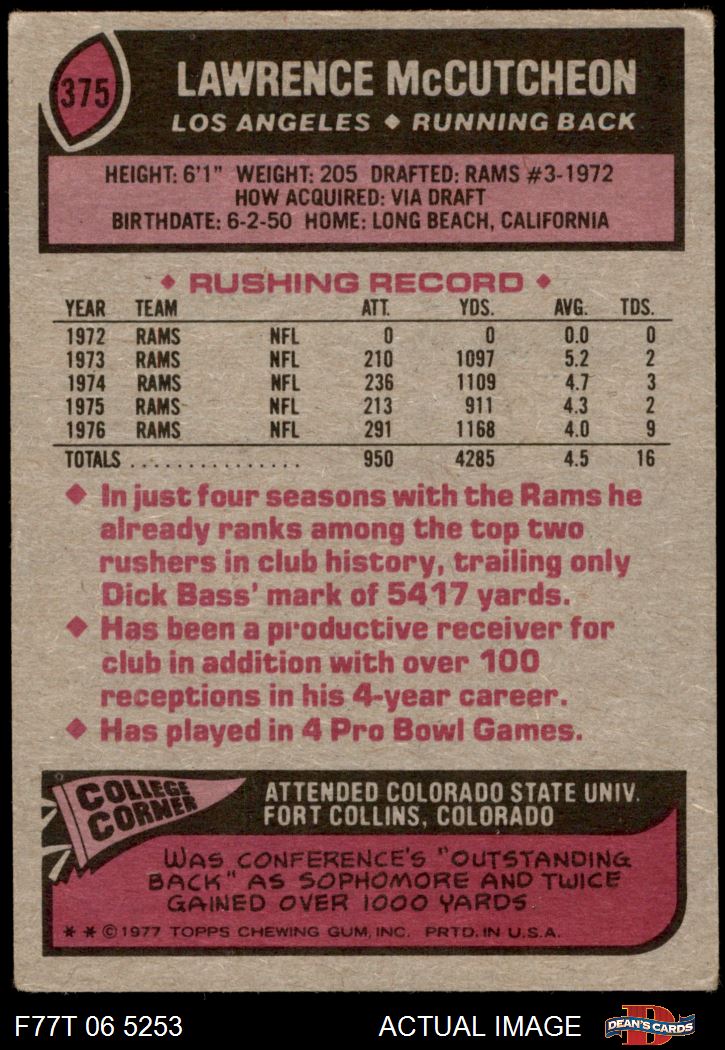 375
LAWRENCE McCUTCHEON
LOS ANGELES ◆ RUNNING BACK
HEIGHT: 6'1" WEIGHT: 205 DRAFTED: RAMS #3-1972
HOW ACQUIRED: VIA DRAFT
BIRTHDATE: 6-2-50 HOME: LONG BEACH, CALIFORNIA
◆ RUSHING RECORD ◆
YEAR TEAM ATT. YDS. AVG. TDS.
1972 RAMS NFL 0 0 0.0 0
1973 RAMS NFL 210 1097 5.2 2
1974 RAMS NFL 236 1109 4.7 3
1975 RAMS NFL 213 911 4.3 2
1976 RAMS NFL 291 1168 4.0 9
TOTALS . . . . . . . . . . . . . . . 950 4285 4.5 16
◆ In just four seasons with the Rams he
already ranks among the top two
rushers in club history, trailing only
Dick Bass' mark of 5417 yards.
◆ Has been a productive receiver for
club in addition with over 100
receptions in his 4-year career.
◆ Has played in 4 Pro Bowl Games.
COLLEGE
CORNER
ATTENDED COLORADO STATE UNIV.
FORT COLLINS, COLORADO
WAS CONFERENCE'S "OUTSTANDING
BACK" AS SOPHOMORE AND TWICE
GAINED OVER 1000 YARDS
* * © 1977 TOPPS CHEWING GUM, INC. PRTD. IN U.S.A.
F77T 06 5253 ACTUAL IMAGE
D
DEAN'S CARDS